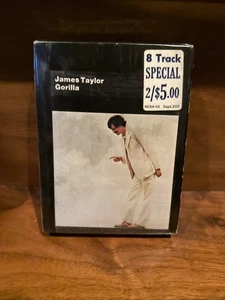 James Taylor
Gorilla
8 Track
SPECIAL
2/$5.00